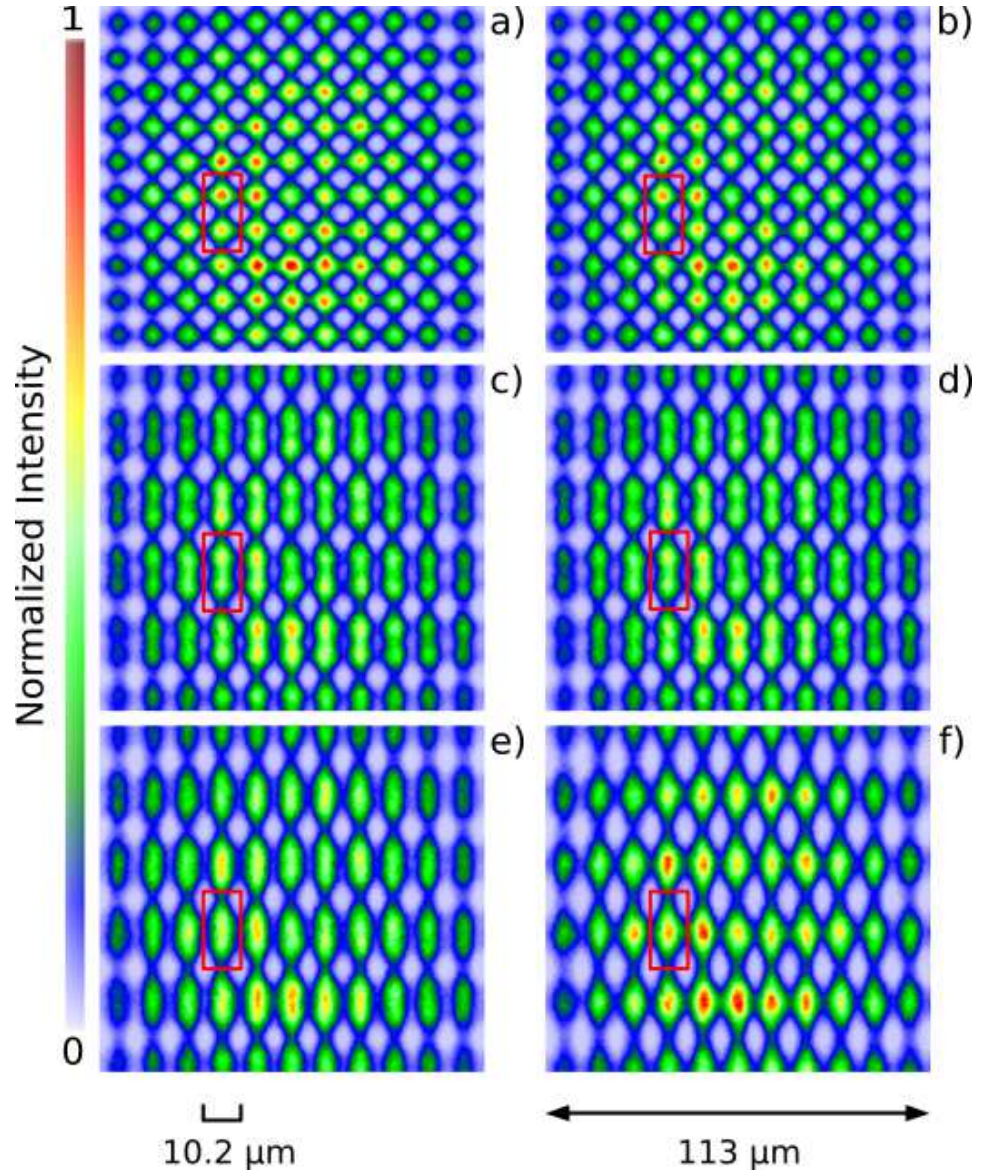 1
a)
b)
c)
d)
e)
f)
Normalized Intensity
0
10.2 μm
113 μm